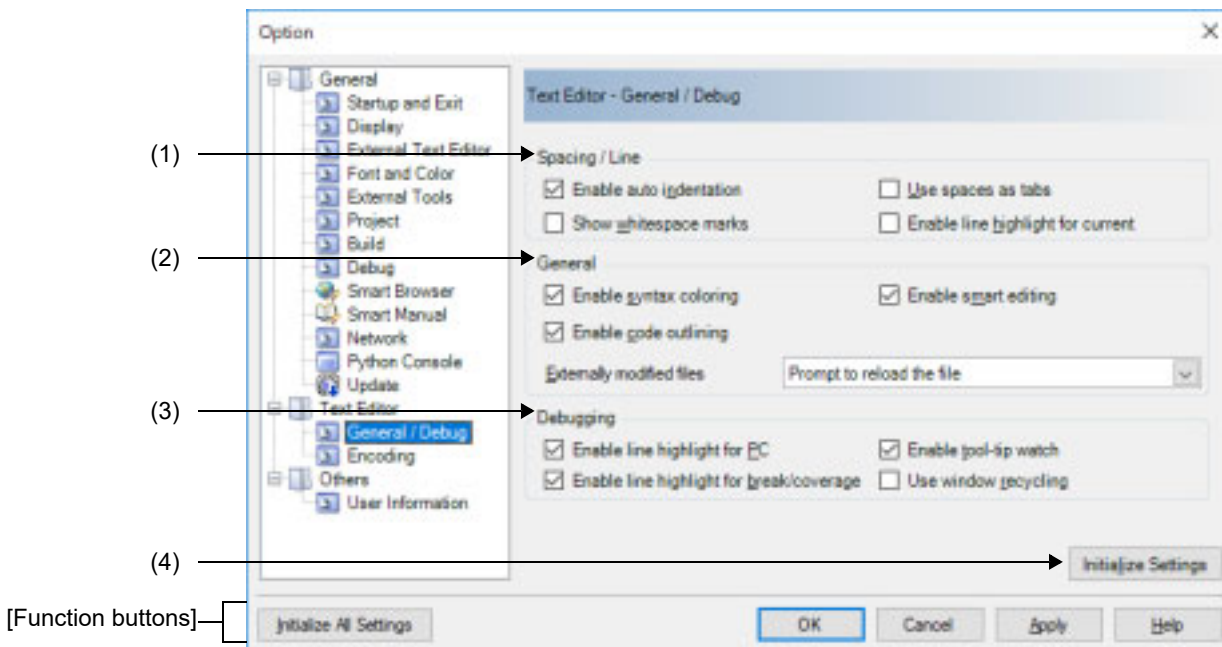 Option
General
Startup and Exit
Display
External Text Editor
Font and Color
External Tools
Project
Build
Debug
Smart Browser
Smart Manual
Network
Python Console
Update
Text Editor
General / Debug
Encoding
Others
User Information
Text Editor - General / Debug
(1)
Spacing / Line
Enable auto indentation
Use spaces as tabs
Show whitespace marks
Enable line highlight for current
(2)
General
Enable syntax coloring
Enable smart editing
Enable code outlining
Externally modified files
Prompt to reload the file
(3)
Debugging
Enable line highlight for PC
Enable tool-tip watch
Enable line highlight for break/coverage
Use window recycling
(4)
Initialize Settings
[Function buttons]
Initialize All Settings
OK
Cancel
Apply
Help